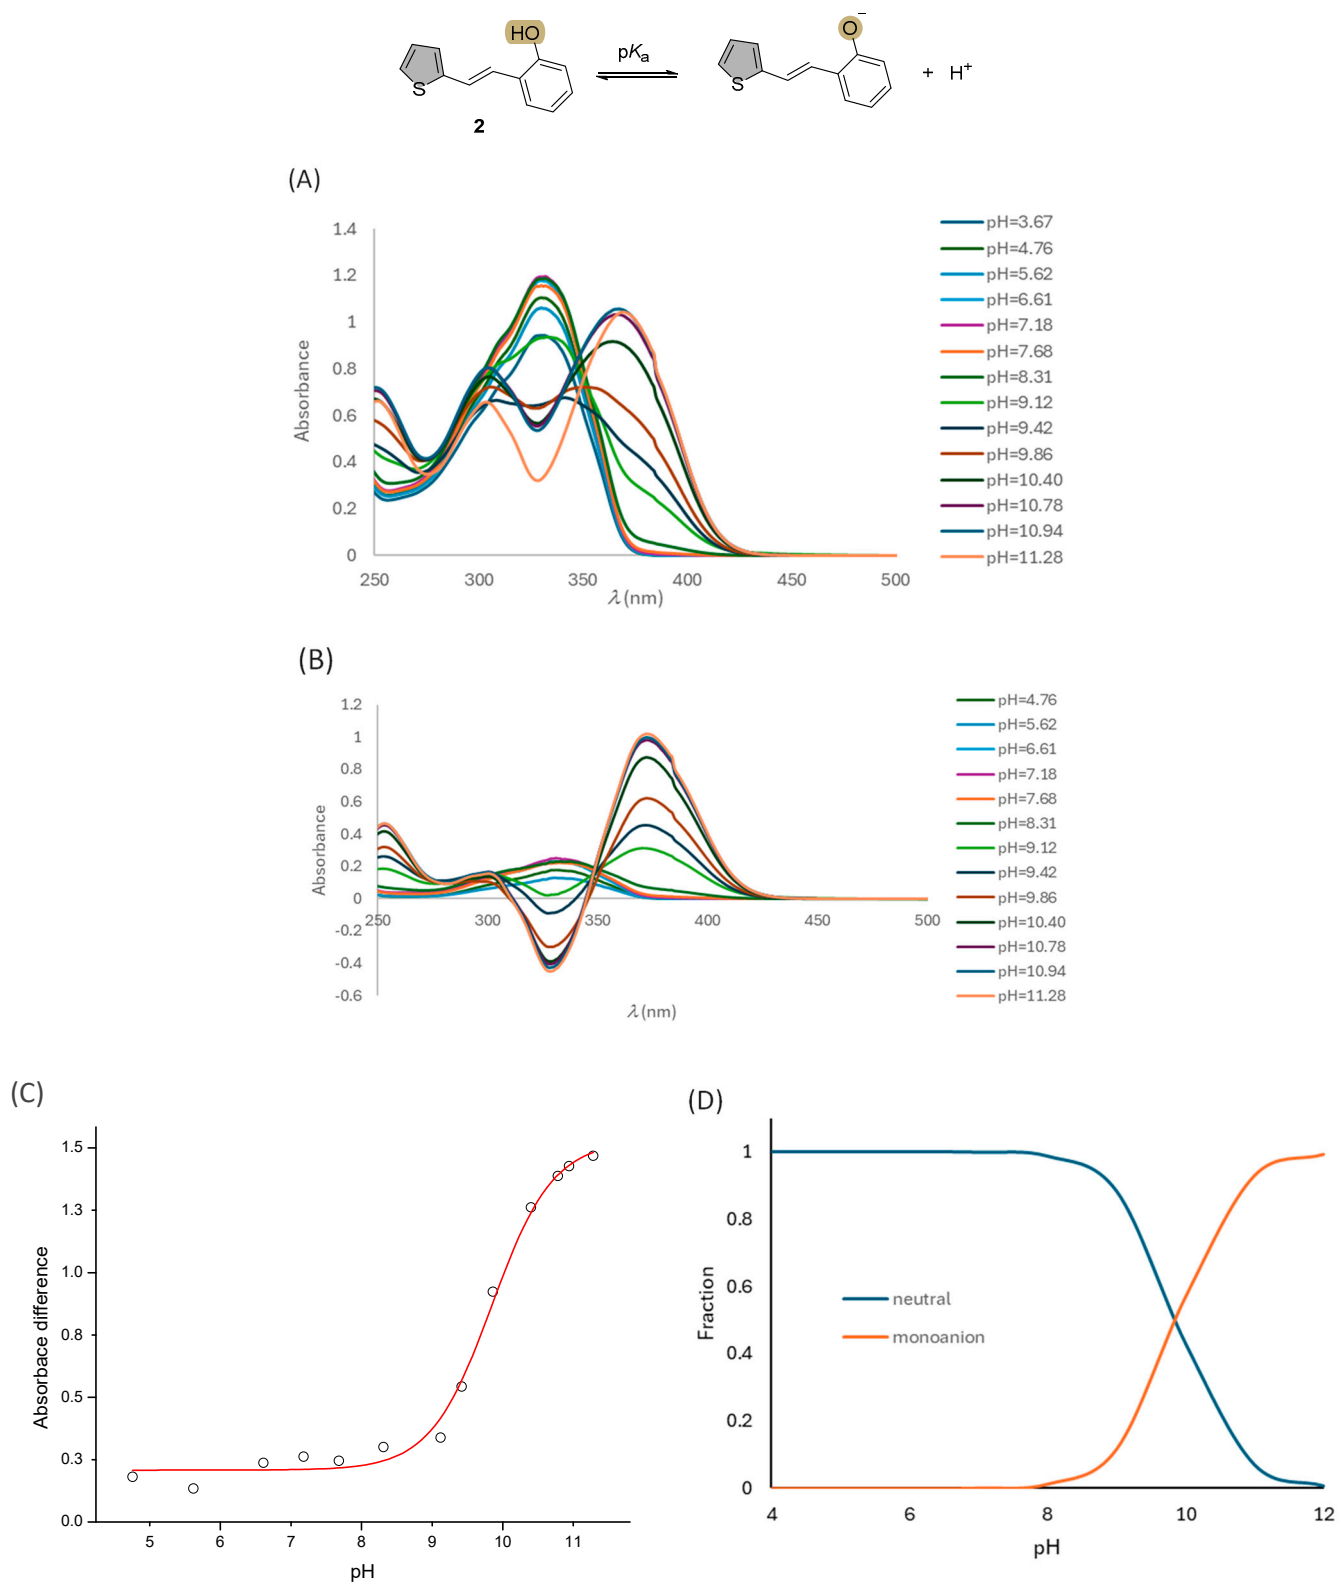 HO
O−
pKa
S
S
+ H+
2
(A)
1.4
1.2
1
0.8
0.6
0.4
0.2
0
Absorbance
250 300 350 400 450 500
λ (nm)
pH=3.67
pH=4.76
pH=5.62
pH=6.61
pH=7.18
pH=7.68
pH=8.31
pH=9.12
pH=9.42
pH=9.86
pH=10.40
pH=10.78
pH=10.94
pH=11.28
(B)
1.2
1
0.8
0.6
0.4
0.2
0
-0.2
-0.4
-0.6
Absorbance
250 300 350 400 450 500
λ (nm)
pH=4.76
pH=5.62
pH=6.61
pH=7.18
pH=7.68
pH=8.31
pH=9.12
pH=9.42
pH=9.86
pH=10.40
pH=10.78
pH=10.94
pH=11.28
(C)
1.5
1.3
1.0
0.8
0.5
0.3
0.0
Absorbace difference
5 6 7 8 9 10 11
pH
(D)
1
0.8
0.6
0.4
0.2
0
Fraction
neutral
monoanion
4 6 8 10 12
pH